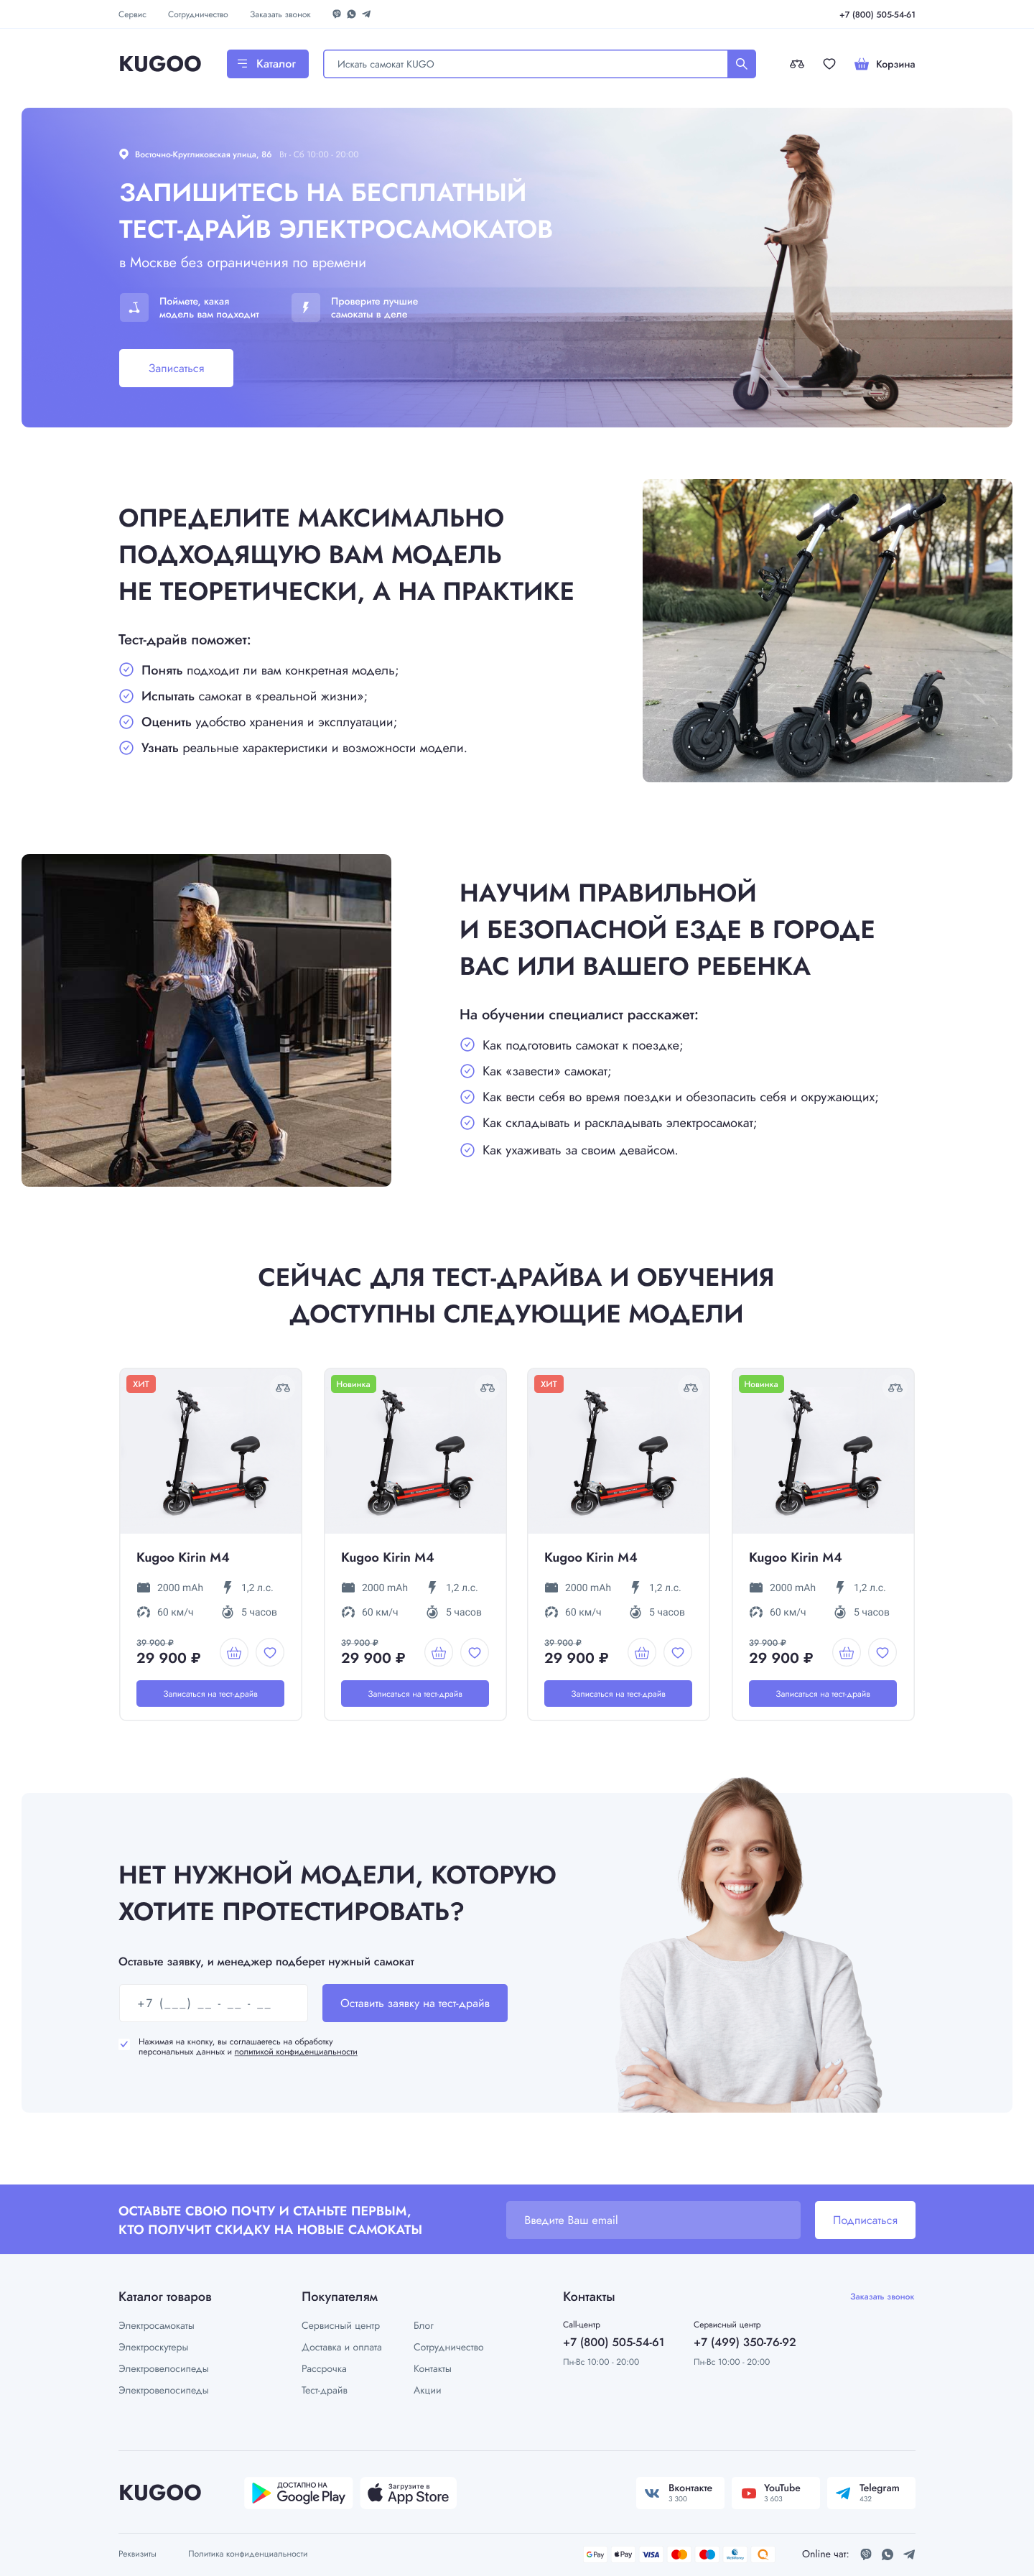 Сервис Сотрудничество Заказать звонок +7 (800) 505-54-61
KUGOO Каталог Искать самокат KUGO Корзина
Восточно-Кругликовская улица, 86 Вт - Сб 10:00 - 20:00
ЗАПИШИТЕСЬ НА БЕСПЛАТНЫЙ
ТЕСТ-ДРАЙВ ЭЛЕКТРОСАМОКАТОВ
в Москве без ограничения по времени
Поймете, какая
модель вам подходит
Проверите лучшие
самокаты в деле
Записаться
ОПРЕДЕЛИТЕ МАКСИМАЛЬНО
ПОДХОДЯЩУЮ ВАМ МОДЕЛЬ
НЕ ТЕОРЕТИЧЕСКИ, А НА ПРАКТИКЕ
Тест-драйв поможет:
Понять подходит ли вам конкретная модель;
Испытать самокат в «реальной жизни»;
Оценить удобство хранения и эксплуатации;
Узнать реальные характеристики и возможности модели.
НАУЧИМ ПРАВИЛЬНОЙ
И БЕЗОПАСНОЙ ЕЗДЕ В ГОРОДЕ
ВАС ИЛИ ВАШЕГО РЕБЕНКА
На обучении специалист расскажет:
Как подготовить самокат к поездке;
Как «завести» самокат;
Как вести себя во время поездки и обезопасить себя и окружающих;
Как складывать и раскладывать электросамокат;
Как ухаживать за своим девайсом.
СЕЙЧАС ДЛЯ ТЕСТ-ДРАЙВА И ОБУЧЕНИЯ
ДОСТУПНЫ СЛЕДУЮЩИЕ МОДЕЛИ
ХИТ
Kugoo Kirin M4
2000 mAh 1,2 л.с.
60 км/ч 5 часов
39 900 ₽
29 900 ₽
Записаться на тест-драйв
Новинка
Kugoo Kirin M4
2000 mAh 1,2 л.с.
60 км/ч 5 часов
39 900 ₽
29 900 ₽
Записаться на тест-драйв
ХИТ
Kugoo Kirin M4
2000 mAh 1,2 л.с.
60 км/ч 5 часов
39 900 ₽
29 900 ₽
Записаться на тест-драйв
Новинка
Kugoo Kirin M4
2000 mAh 1,2 л.с.
60 км/ч 5 часов
39 900 ₽
29 900 ₽
Записаться на тест-драйв
НЕТ НУЖНОЙ МОДЕЛИ, КОТОРУЮ
ХОТИТЕ ПРОТЕСТИРОВАТЬ?
Оставьте заявку, и менеджер подберет нужный самокат
+7 (___) __ - __ - __ Оставить заявку на тест-драйв
Нажимая на кнопку, вы соглашаетесь на обработку
персональных данных и политикой конфиденциальности
ОСТАВЬТЕ СВОЮ ПОЧТУ И СТАНЬТЕ ПЕРВЫМ,
КТО ПОЛУЧИТ СКИДКУ НА НОВЫЕ САМОКАТЫ
Введите Ваш email Подписаться
Каталог товаров
Электросамокаты
Электроскутеры
Электровелосипеды
Электровелосипеды
Покупателям
Сервисный центр
Доставка и оплата
Рассрочка
Тест-драйв
Блог
Сотрудничество
Контакты
Акции
Контакты Заказать звонок
Call-центр
+7 (800) 505-54-61
Пн-Вс 10:00 - 20:00
Сервисный центр
+7 (499) 350-76-92
Пн-Вс 10:00 - 20:00
KUGOO
ДОСТУПНО НА
Google Play
Загрузите в
App Store
Вконтакте
3 300
YouTube
3 603
Telegram
432
Реквизиты Политика конфиденциальности G Pay Pay VISA Online чат: